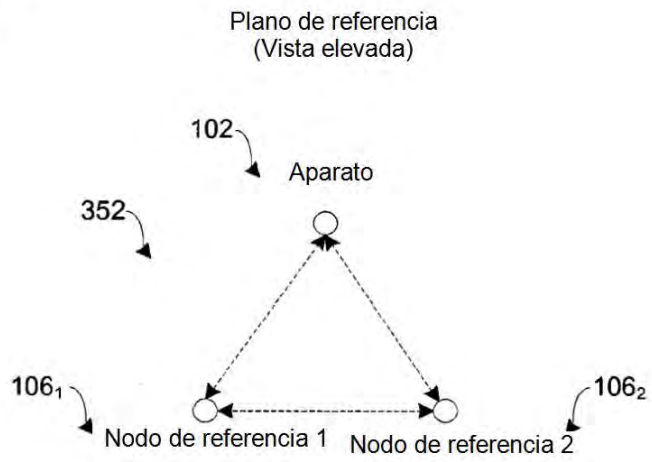 Plano de referencia
(Vista elevada)
102
Aparato
352
106₁
106₂
Nodo de referencia 1
Nodo de referencia 2